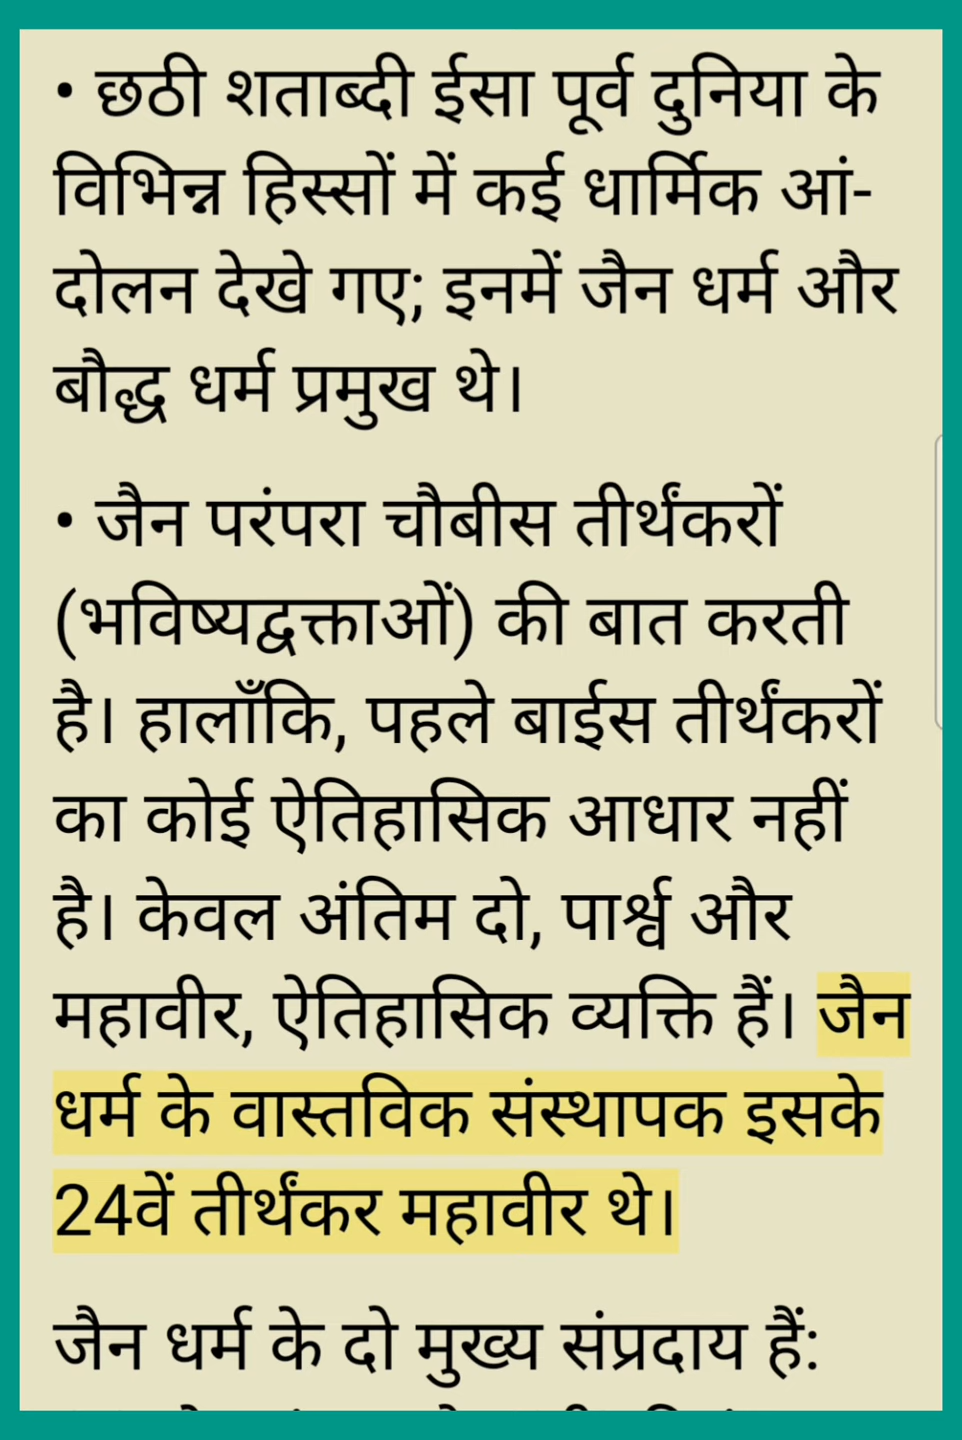 • छठी शताब्दी ईसा पूर्व दुनिया के
विभिन्न हिस्सों में कई धार्मिक आं-
दोलन देखे गए; इनमें जैन धर्म और
बौद्ध धर्म प्रमुख थे।
• जैन परंपरा चौबीस तीर्थंकरों
(भविष्यद्वक्ताओं) की बात करती
है। हालाँकि, पहले बाईस तीर्थंकरों
का कोई ऐतिहासिक आधार नहीं
है। केवल अंतिम दो, पार्श्व और
महावीर, ऐतिहासिक व्यक्ति हैं। जैन
धर्म के वास्तविक संस्थापक इसके
24वें तीर्थंकर महावीर थे।
जैन धर्म के दो मुख्य संप्रदाय हैं: